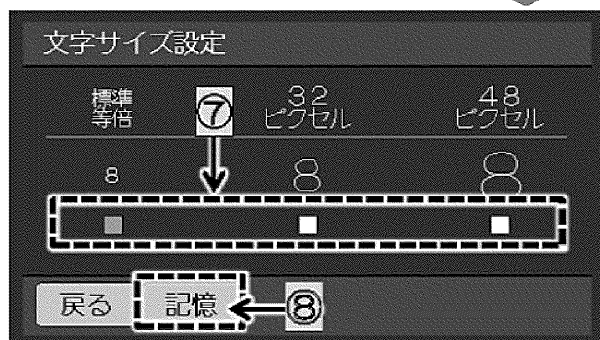 文字サイズ設定
標準 32 48
等倍 ⑦ ピクセル ピクセル
8 8 8
戻る 記憶 ⑧